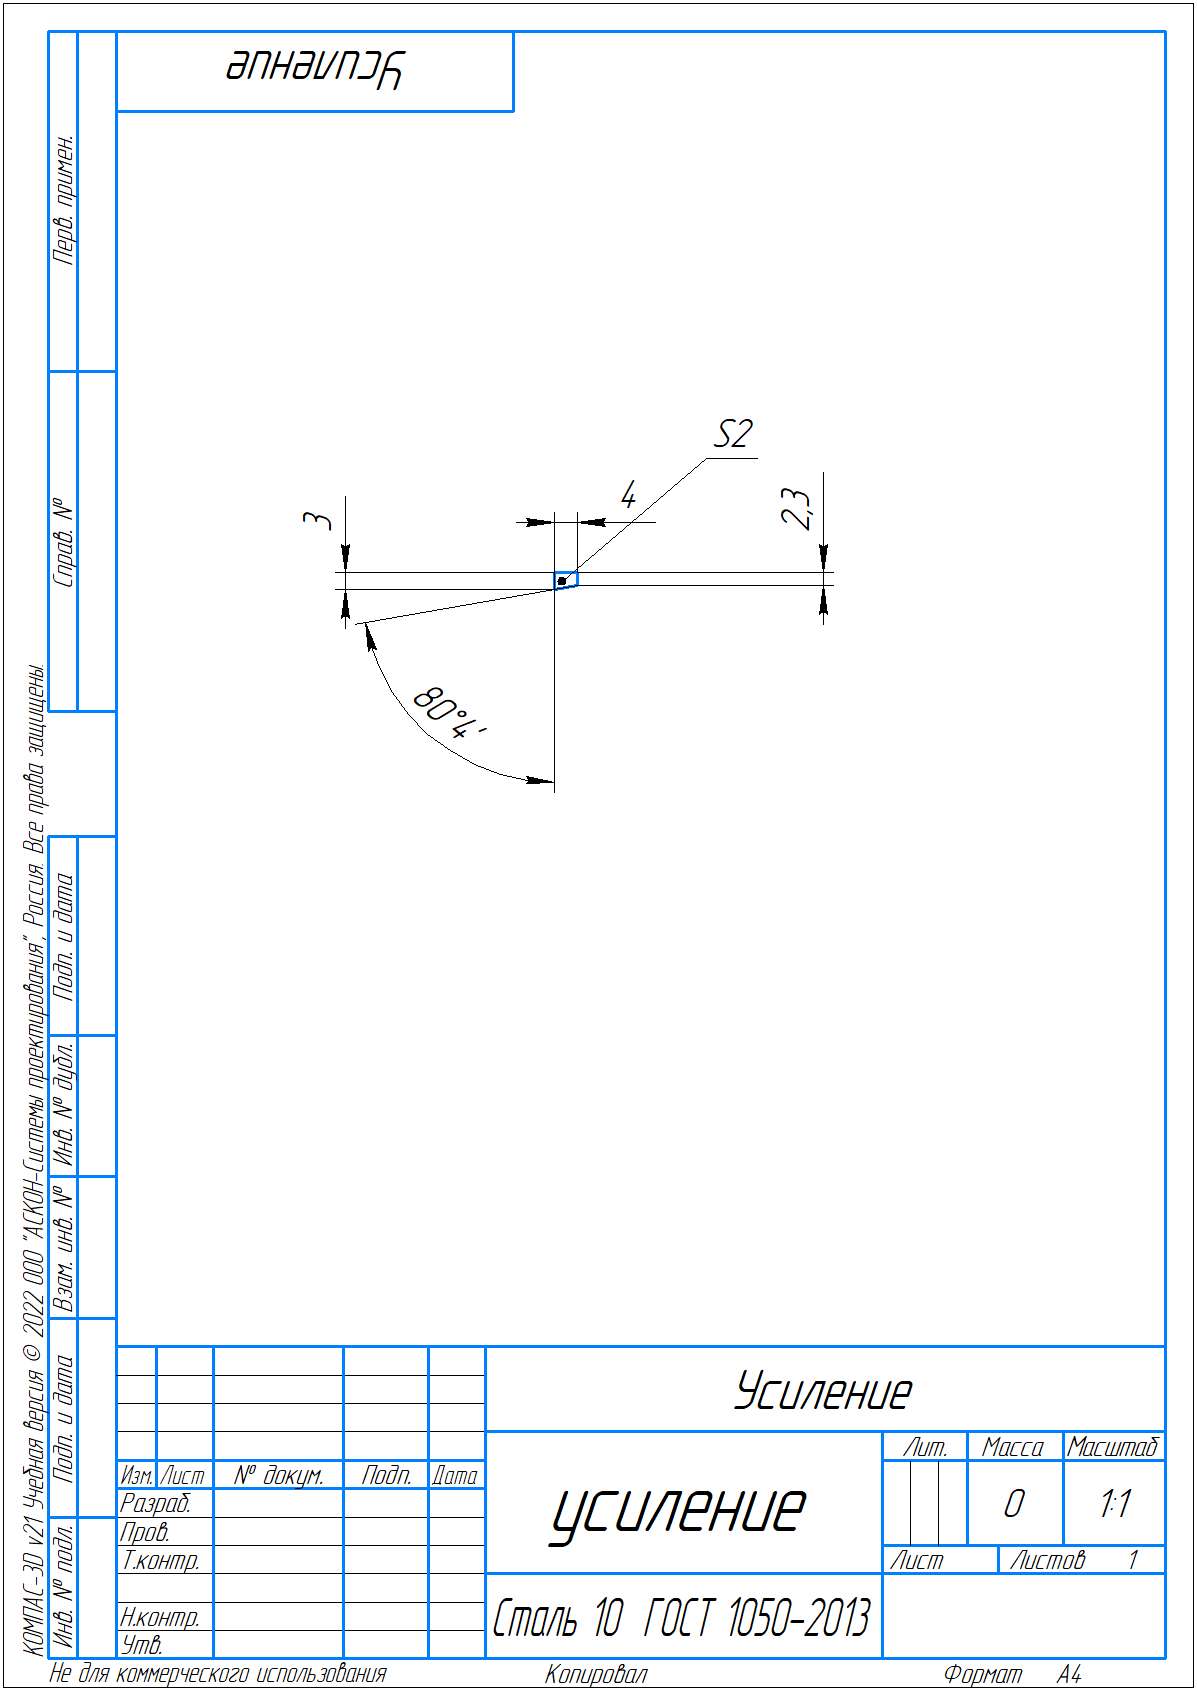 Усиление
Перв. примен.
Справ. №
S2
4
3
2,3
80°4'
КОМПАС-3D v21 Учебная версия © 2022 ООО "АСКОН-Системы проектирования", Россия. Все права защищены.
Подп. и дата
Инв. № дубл.
Взам. инв. №
Подп. и дата
Инв. № подл.
Усиление
Изм. Лист № докум. Подп. Дата
Разраб.
Пров.
Т.контр.
Н.контр.
Утв.
усиление
Лит. Масса Масштаб
0 1:1
Лист Листов 1
Сталь 10 ГОСТ 1050-2013
Не для коммерческого использования Копировал Формат А4